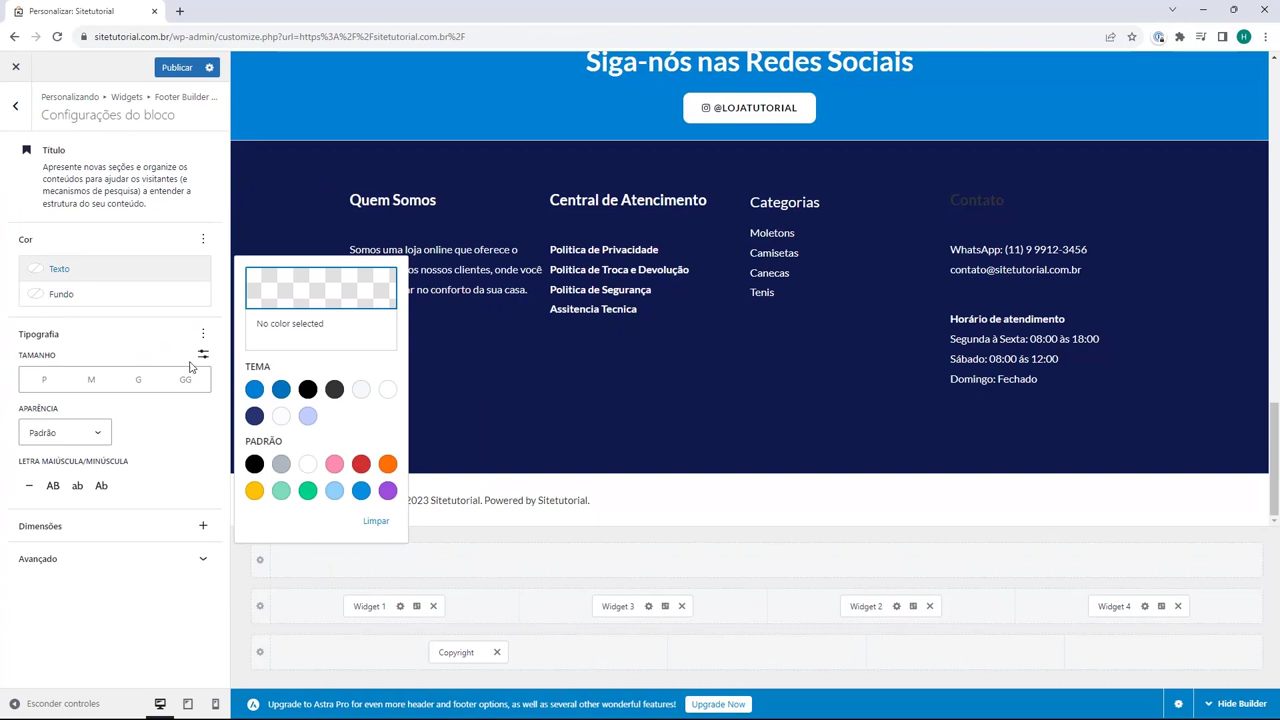 Personalizar: Sitetutorial
sitetutorial.com.br/wp-admin/customize.php?url=https%3A%2F%2Fsitetutorial.com.br%2F
H
Publicar
Personalizando ▸ Widgets ▸ Footer Builder ...
Configurações do bloco
Título
Apresente novas seções e organize os
conteúdos para ajudar os visitantes (e
mecanismos de pesquisa) a entender a
estrutura do seu conteúdo.
Cor
Texto
Fundo
Tipografia
TAMANHO
P M G GG
APARÊNCIA
Padrão
LETRA MAIÚSCULA/MINÚSCULA
– AB ab Ab
Dimensões
Avançado
Esconder controles
No color selected
TEMA
PADRÃO
Limpar
Siga-nós nas Redes Sociais
@LOJATUTORIAL
Quem Somos
Somos uma loja online que oferece o
os nossos clientes, onde você
ar no conforto da sua casa.
Central de Atencimento
Politica de Privacidade
Politica de Troca e Devolução
Politica de Segurança
Assitencia Tecnica
Categorias
Moletons
Camisetas
Canecas
Tenis
Contato
WhatsApp: (11) 9 9912-3456
contato@sitetutorial.com.br
Horário de atendimento
Segunda à Sexta: 08:00 às 18:00
Sábado: 08:00 ás 12:00
Domingo: Fechado
2023 Sitetutorial. Powered by Sitetutorial.
Widget 1
Widget 3
Widget 2
Widget 4
Copyright
Upgrade to Astra Pro for even more header and footer options, as well as several other wonderful features!
Upgrade Now
Hide Builder